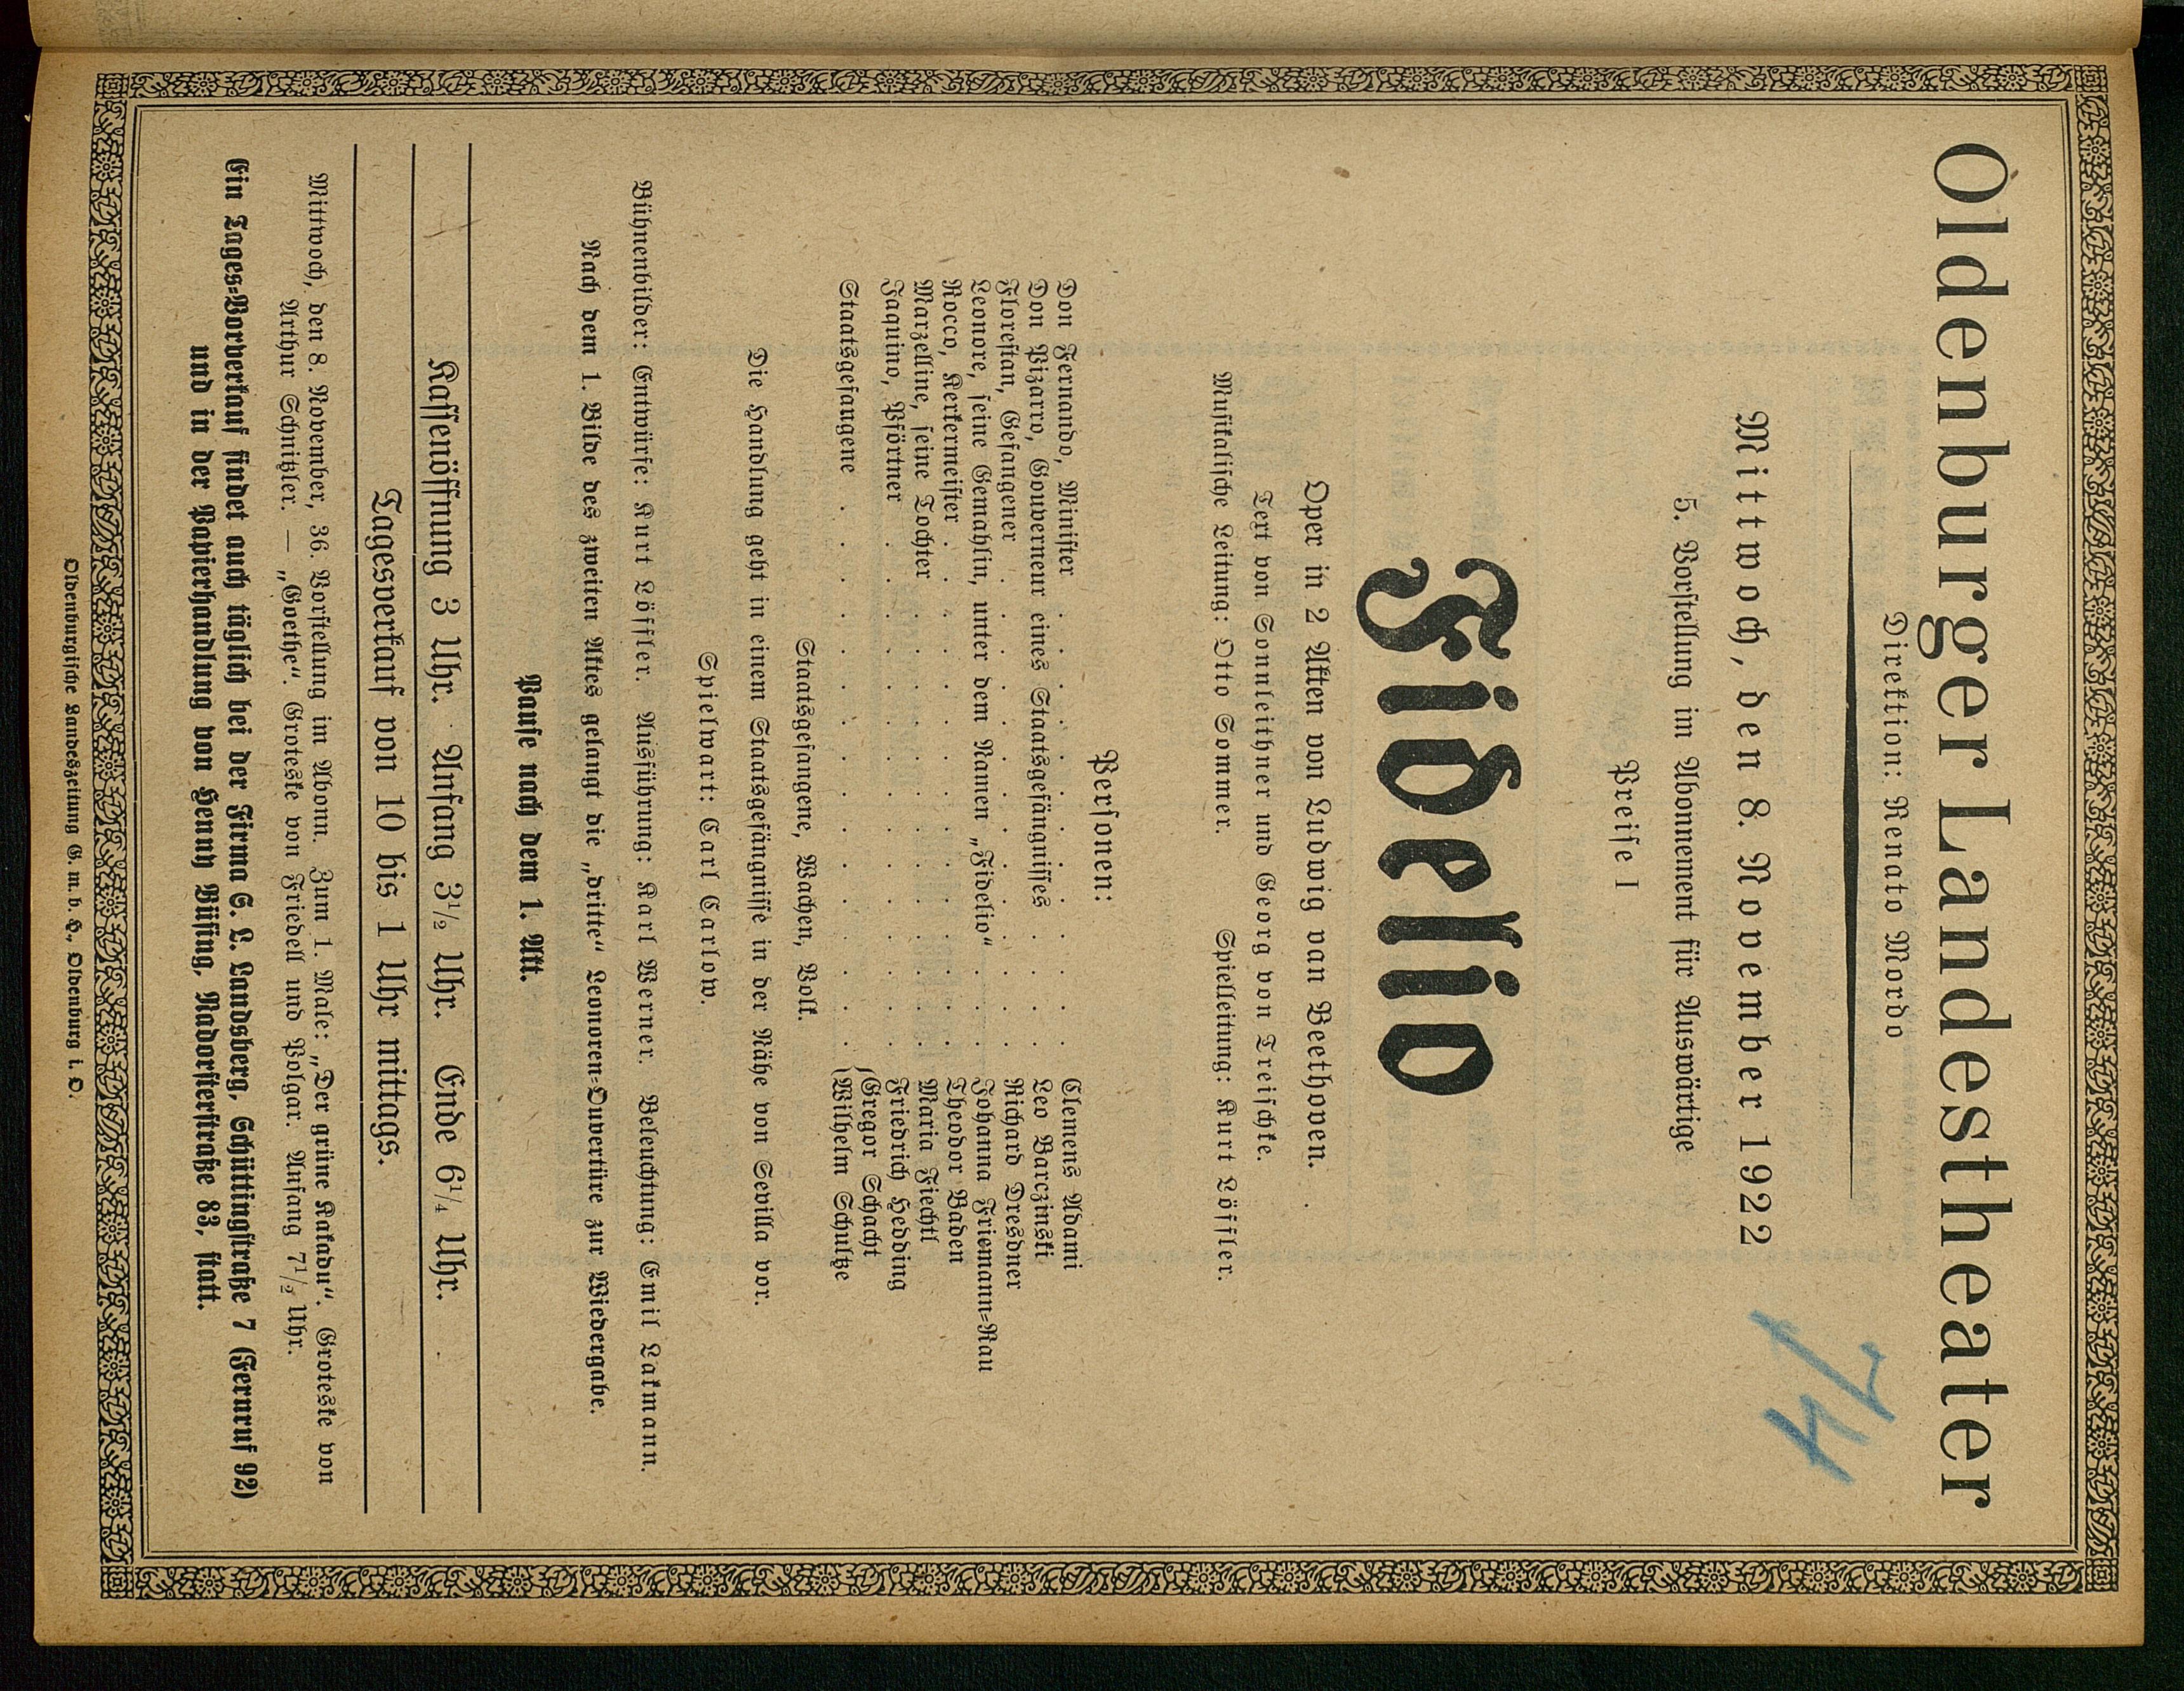 Oldenburger Landestheater
Direktion: Renato Mordo
74
Mittwoch, den 8. November 1922
5. Vorstellung im Abonnement für Auswärtige
Preise I
Fidelio
Oper in 2 Akten von Ludwig van Beethoven.
Text von Sonnleithner und Georg von Treischke.
Musikalische Leitung: Otto Sommer. Spielleitung: Kurt Löffler.
Personen:
Don Fernando, Minister . . . . . . . Clemens Adami
Don Pizarro, Gouverneur eines Staatsgefängnisses . . . Leo Barczinski
Florestan, Gefangener . . . . . . . Richard Dresdner
Leonore, seine Gemahlin, unter dem Namen „Fidelio“ . . Johanna Friemann-Rau
Rocco, Kerkermeister . . . . . . . Theodor Baden
Marzelline, seine Tochter . . . . . . . Maria Fiechtl
Jaquino, Pförtner . . . . . . . Friedrich Hedding
Staatsgefangene . . . . . . . {Gregor Schacht
{Wilhelm Schultze
Staatsgefangene, Wachen, Volk.
Die Handlung geht in einem Staatsgefängnisse in der Nähe von Sevilla vor.
Spielwart: Carl Carlow.
Bühnenbilder: Entwürfe: Kurt Löffler. Ausführung: Karl Werner. Beleuchtung: Emil Lakmann.
Nach dem 1. Bilde des zweiten Aktes gelangt die „dritte“ Leonoren-Ouvertüre zur Wiedergabe.
Pause nach dem 1. Akt.
Kassenöffnung 3 Uhr. Anfang 3½ Uhr. Ende 6¼ Uhr.
Tagesverkauf von 10 bis 1 Uhr mittags.
Mittwoch, den 8. November, 36. Vorstellung im Abonn. Zum 1. Male: „Der grüne Kakadu“. Groteske von
Arthur Schnitzler. — „Goethe“. Groteske von Friedell und Polgar. Anfang 7½ Uhr.
Ein Tages-Vorverkauf findet auch täglich bei der Firma S. L. Landsberg, Schüttingstraße 7 (Fernruf 92)
und in der Papierhandlung von Henny Büsing, Nadorsterstraße 83, statt.
Oldenburgische Landeszeitung G. m. b. H., Oldenburg i. O.